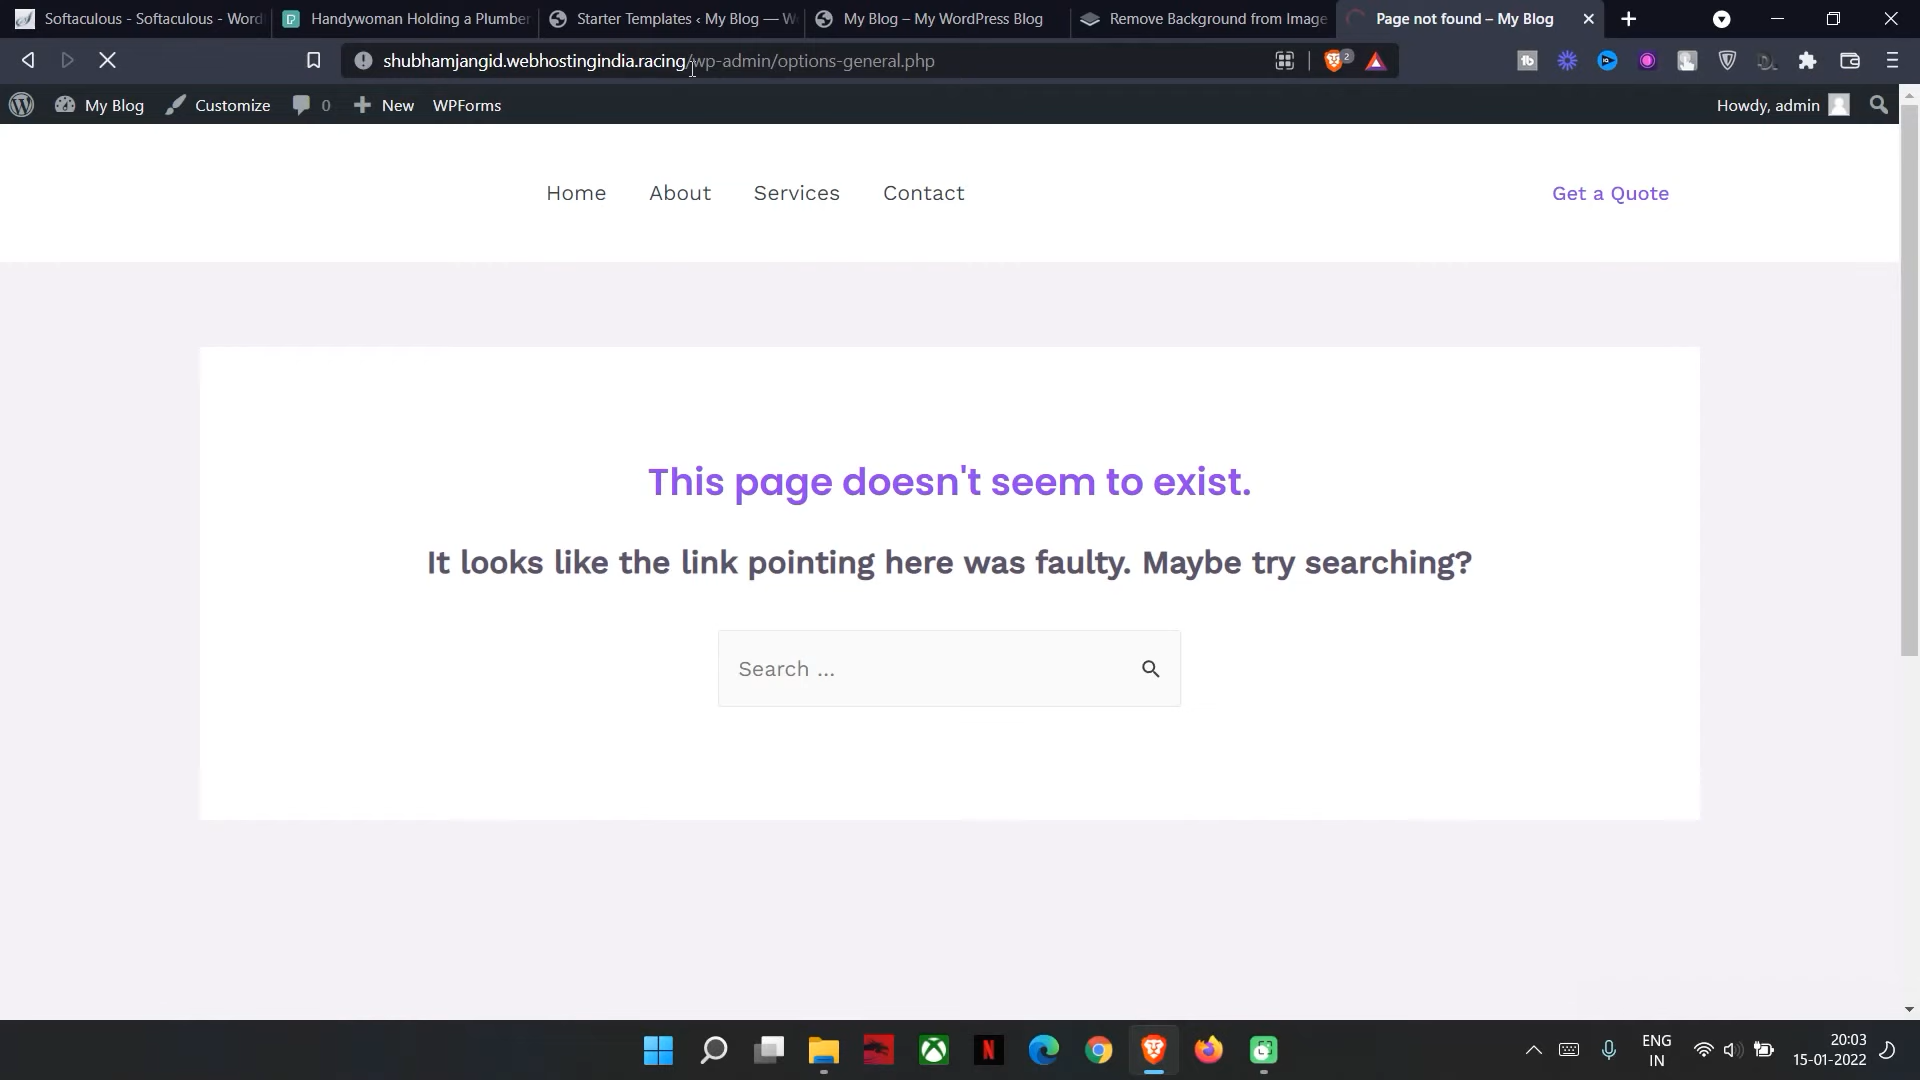 Softaculous - Softaculous - Word
Handywoman Holding a Plumber
Starter Templates ‹ My Blog — W
My Blog – My WordPress Blog
Remove Background from Image
Page not found – My Blog
shubhamjangid.webhostingindia.racing/wp-admin/options-general.php
2
My Blog
Customize
0
New
WPForms
Howdy, admin
Home
About
Services
Contact
Get a Quote
This page doesn't seem to exist.
It looks like the link pointing here was faulty. Maybe try searching?
Search ...
ENG
IN
20:03
15-01-2022